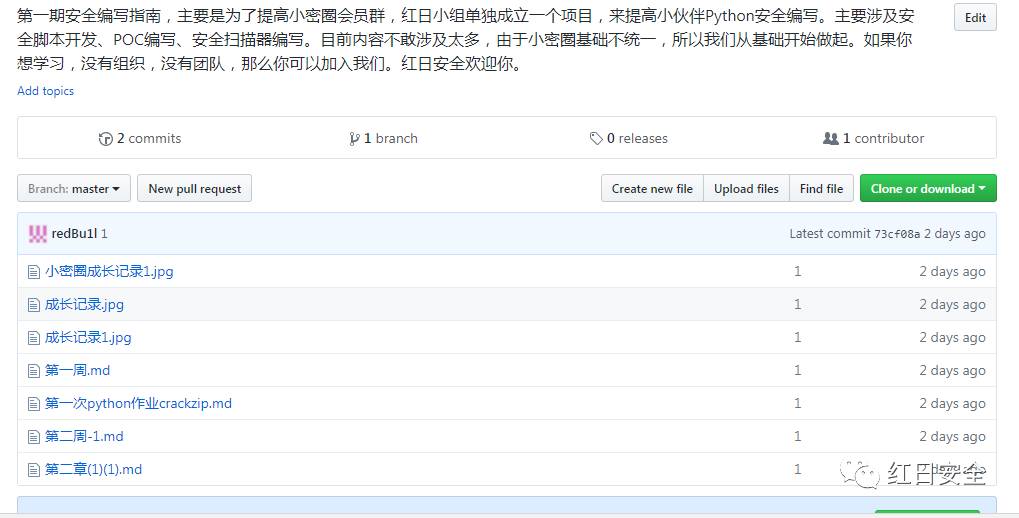 第一期安全编写指南，主要是为了提高小密圈会员群，红日小组单独成立一个项目，来提高小伙伴Python安全编写。主要涉及安
Edit
全脚本开发、POC编写、安全扫描器编写。目前内容不敢涉及太多，由于小密圈基础不统一，所以我们从基础开始做起。如果你
想学习，没有组织，没有团队，那么你可以加入我们。红日安全欢迎你。
Add topics
2 commits 1 branch 0 releases 1 contributor
Branch: master New pull request Create new file Upload files Find file Clone or download
redBu1l 1 Latest commit 73cf08a 2 days ago
小密圈成长记录1.jpg 1 2 days ago
成长记录.jpg 1 2 days ago
成长记录1.jpg 1 2 days ago
第一周.md 1 2 days ago
第一次python作业crackzip.md 1 2 days ago
第二周-1.md 1 2 days ago
第二章(1)(1).md 1
红日安全